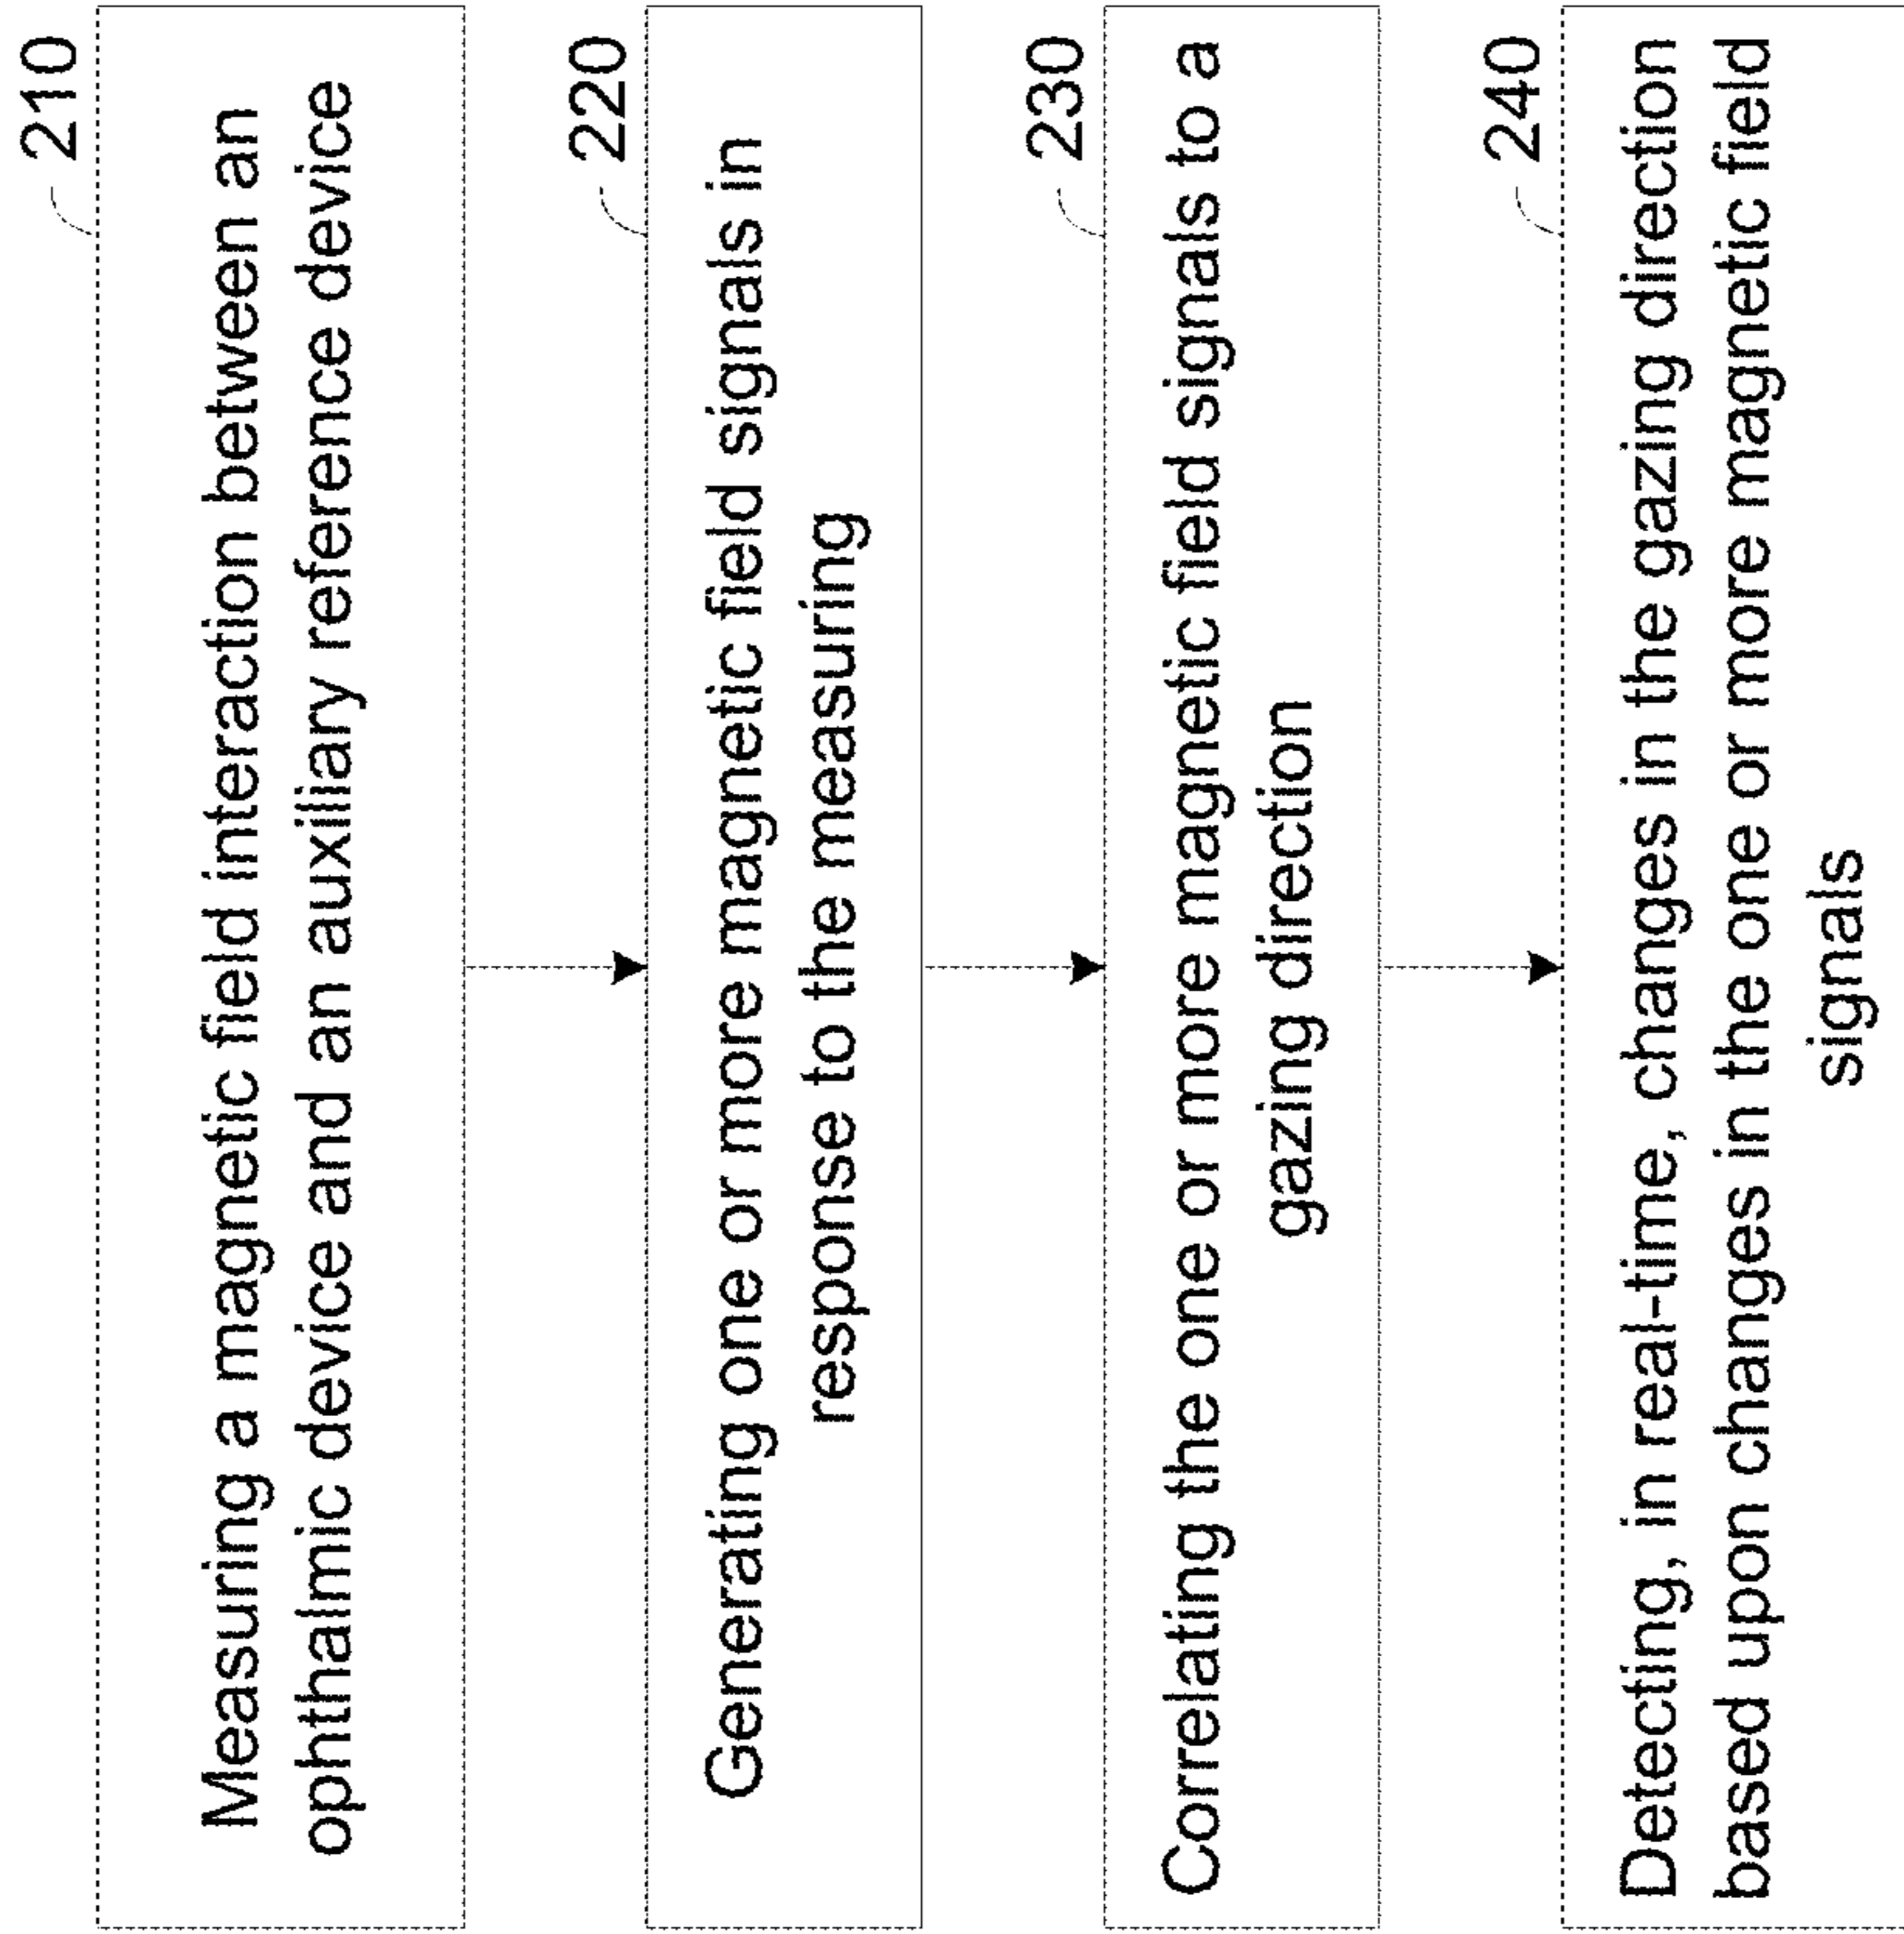 210
Measuring a magnetic field interaction between an
ophthalmic device and an auxiliary reference device
220
Generating one or more magnetic field signals in
response to the measuring
230
Correlating the one or more magnetic field signals to a
gazing direction
240
Detecting, in real-time, changes in the gazing direction
based upon changes in the one or more magnetic field
signals